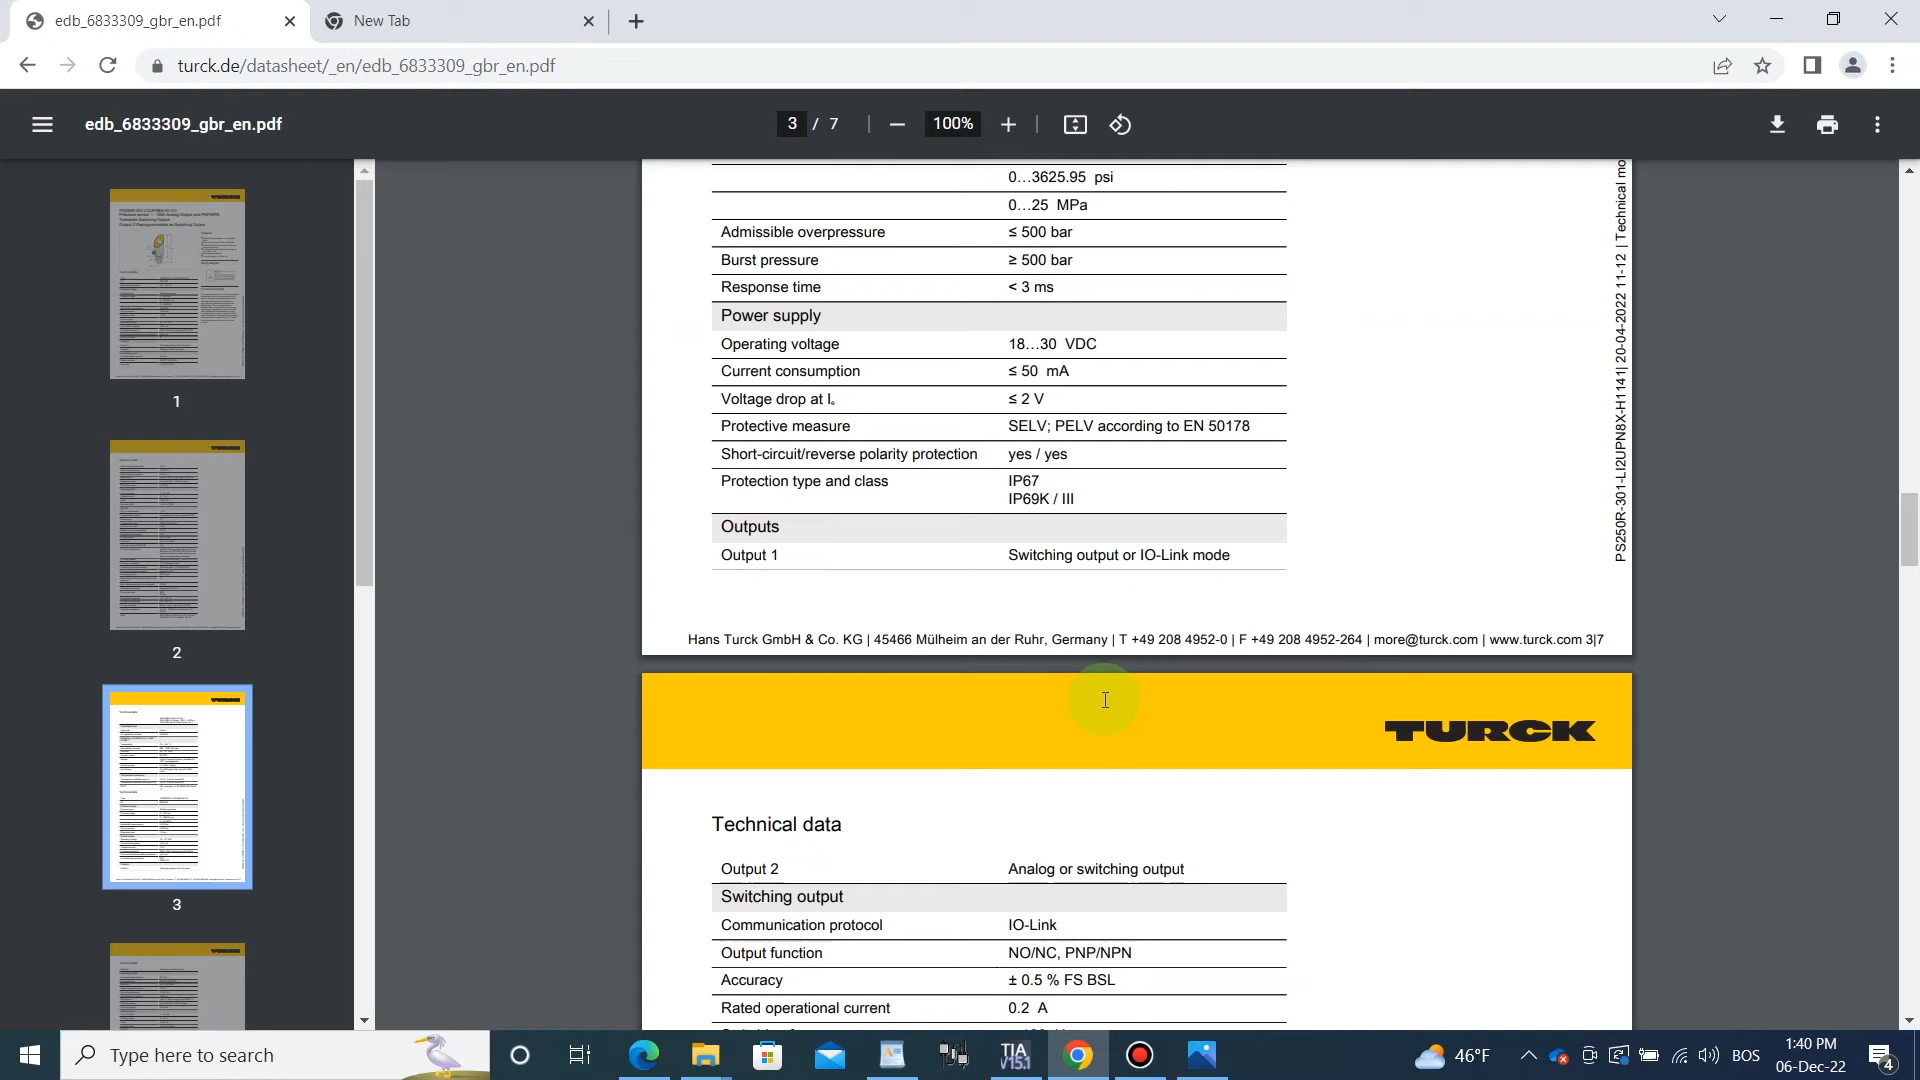 edb_6833309_gbr_en.pdf
New Tab
turck.de/datasheet/_en/edb_6833309_gbr_en.pdf
edb_6833309_gbr_en.pdf
3 / 7
100%
1
2
3
0…3625.95 psi
0…25 MPa
Admissible overpressure ≤ 500 bar
Burst pressure ≥ 500 bar
Response time < 3 ms
Power supply
Operating voltage 18…30 VDC
Current consumption ≤ 50 mA
Voltage drop at Iₑ ≤ 2 V
Protective measure SELV; PELV according to EN 50178
Short-circuit/reverse polarity protection yes / yes
Protection type and class IP67
IP69K / III
Outputs
Output 1 Switching output or IO-Link mode
PS250R-301-LI2UPN8X-H1141| 20-04-2022 11-12 | Technical mo
Hans Turck GmbH & Co. KG | 45466 Mülheim an der Ruhr, Germany | T +49 208 4952-0 | F +49 208 4952-264 | more@turck.com | www.turck.com 3|7
TURCK
Technical data
Output 2 Analog or switching output
Switching output
Communication protocol IO-Link
Output function NO/NC, PNP/NPN
Accuracy ± 0.5 % FS BSL
Rated operational current 0.2 A
Type here to search
TIA
V15.1
46°F
BOS
1:40 PM
06-Dec-22
4